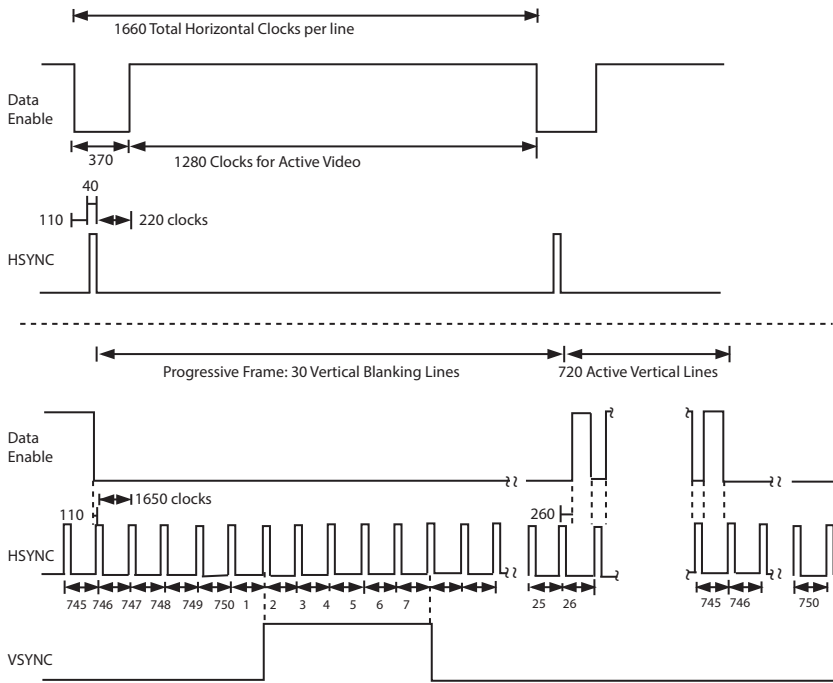 1660 Total Horizontal Clocks per line
Data
Enable
370
1280 Clocks for Active Video
40
110
220 clocks
HSYNC
Progressive Frame: 30 Vertical Blanking Lines
720 Active Vertical Lines
Data
Enable
1650 clocks
110
260
HSYNC
745 746 747 748 749 750 1 2 3 4 5 6 7 25 26 745 746 750
VSYNC